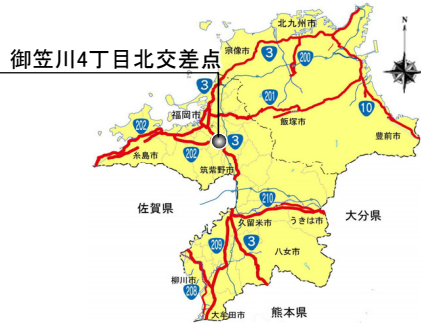 北九州市
宗像市
3
200
御笠川4丁目北交差点
3
201
福岡市
10
飯塚市
202
3
豊前市
糸島市
202
筑紫野市
佐賀県
210
大分県
久留米市
うきは市
209
3
八女市
柳川市
208
大牟田市
熊本県
N